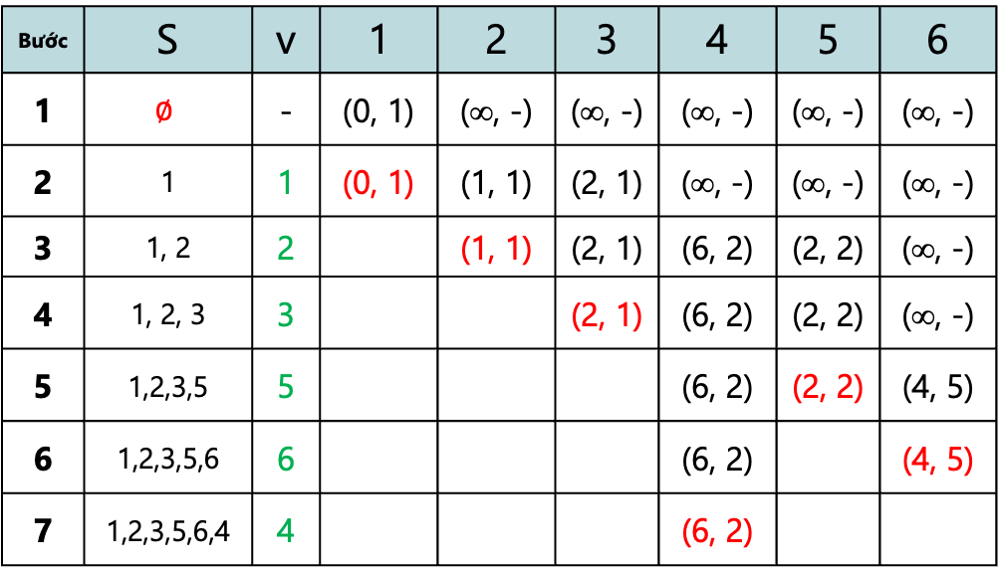 Bước S v 1 2 3 4 5 6
1 ∅ - (0, 1) (∞, -) (∞, -) (∞, -) (∞, -) (∞, -)
2 1 1 (0, 1) (1, 1) (2, 1) (∞, -) (∞, -) (∞, -)
3 1, 2 2 (1, 1) (2, 1) (6, 2) (2, 2) (∞, -)
4 1, 2, 3 3 (2, 1) (6, 2) (2, 2) (∞, -)
5 1,2,3,5 5 (6, 2) (2, 2) (4, 5)
6 1,2,3,5,6 6 (6, 2) (4, 5)
7 1,2,3,5,6,4 4 (6, 2)